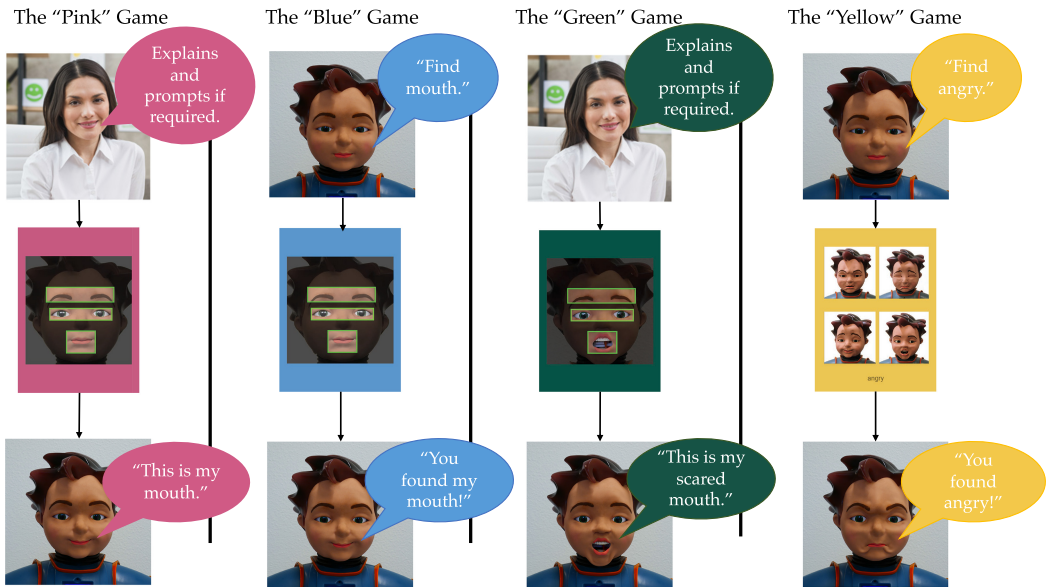 The “Pink” Game
The “Blue” Game
The “Green” Game
The “Yellow” Game
Explains
and
prompts if
required.
“Find
mouth.”
Explains
and
prompts if
required.
“Find
angry.”
angry
“This is my
mouth.”
“You
found my
mouth!”
“This is my
scared
mouth.”
“You
found
angry!”